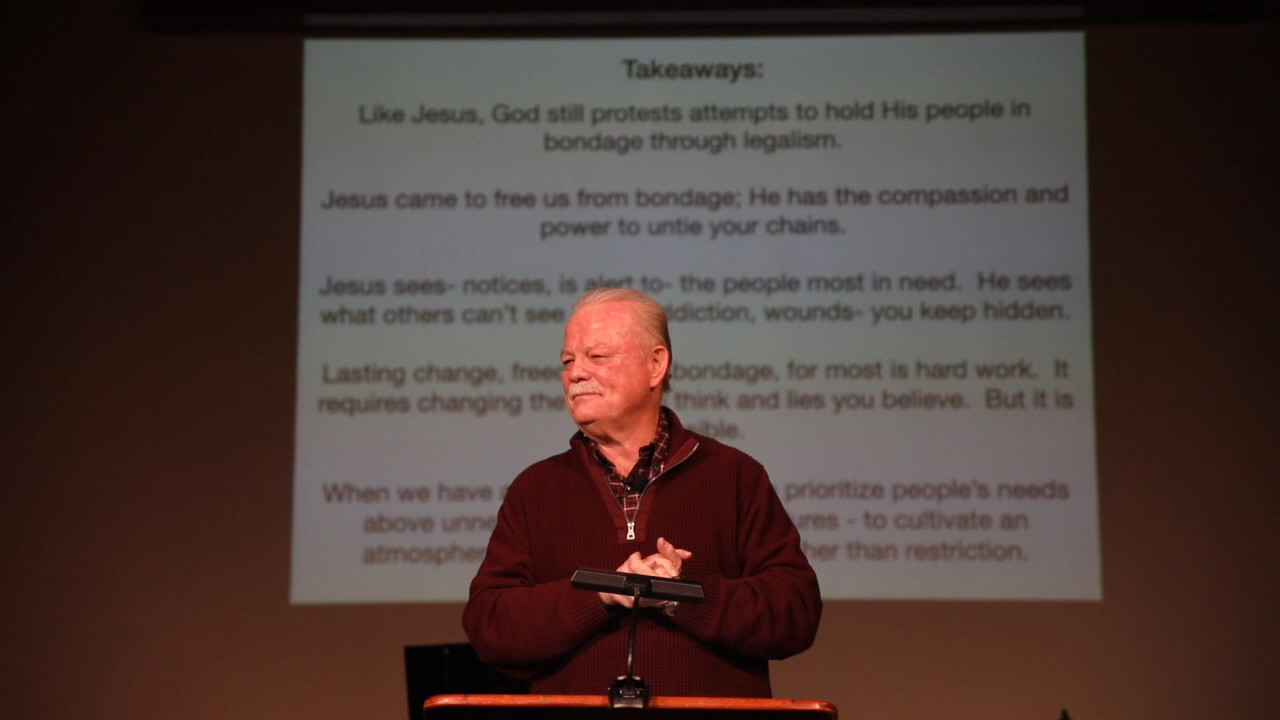 Takeaways:
Like Jesus, God still protests attempts to hold His people in
bondage through legalism.
Jesus came to free us from bondage; He has the compassion and
power to untie your chains.
Jesus sees- notices, is alert to- the people most in need. He sees
what others can't see wounds- you keep hidden.
Lasting change, bondage, for most is hard work. It
requires changing think and lies you believe. But it is
When we have prioritize people's needs
above - to cultivate an
than restriction.